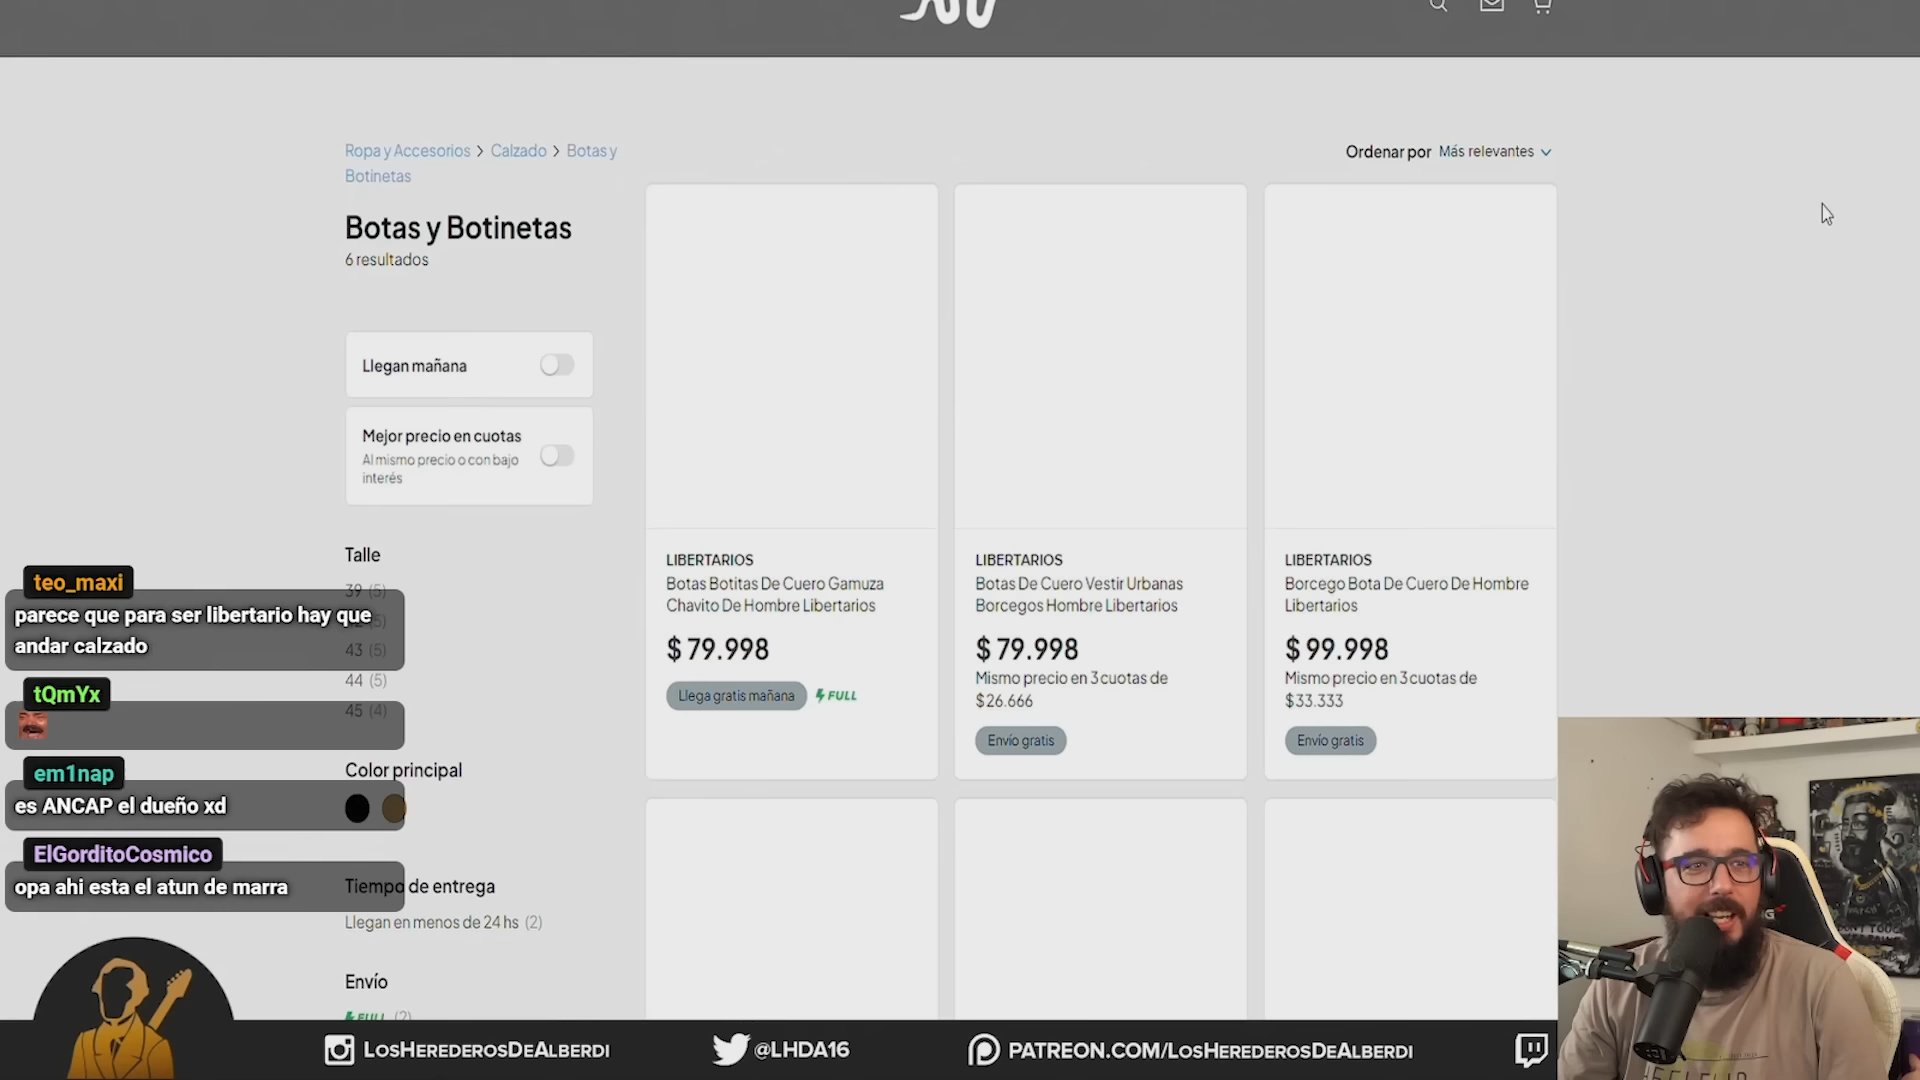 Ropa y Accesorios > Calzado > Botas y
Botinetas
Ordenar por Más relevantes
Botas y Botinetas
6 resultados
Llegan mañana
Mejor precio en cuotas
Al mismo precio o con bajo
interés
Talle
39 (5)
43 (5)
44 (5)
45 (4)
Color principal
Tiempo de entrega
Llegan en menos de 24 hs (2)
Envío
FULL (2)
LIBERTARIOS
Botas Botitas De Cuero Gamuza
Chavito De Hombre Libertarios
$ 79.998
Llega gratis mañana FULL
LIBERTARIOS
Botas De Cuero Vestir Urbanas
Borcegos Hombre Libertarios
$ 79.998
Mismo precio en 3 cuotas de
$ 26.666
Envío gratis
LIBERTARIOS
Borcego Bota De Cuero De Hombre
Libertarios
$ 99.998
Mismo precio en 3 cuotas de
$ 33.333
Envío gratis
teo_maxi
parece que para ser libertario hay que
andar calzado
tQmYx
em1nap
es ANCAP el dueño xd
ElGorditoCosmico
opa ahi esta el atun de marra
LosHerederosDeAlberdi
@LHDA16
PATREON.COM/LosHerederosDeAlberdi